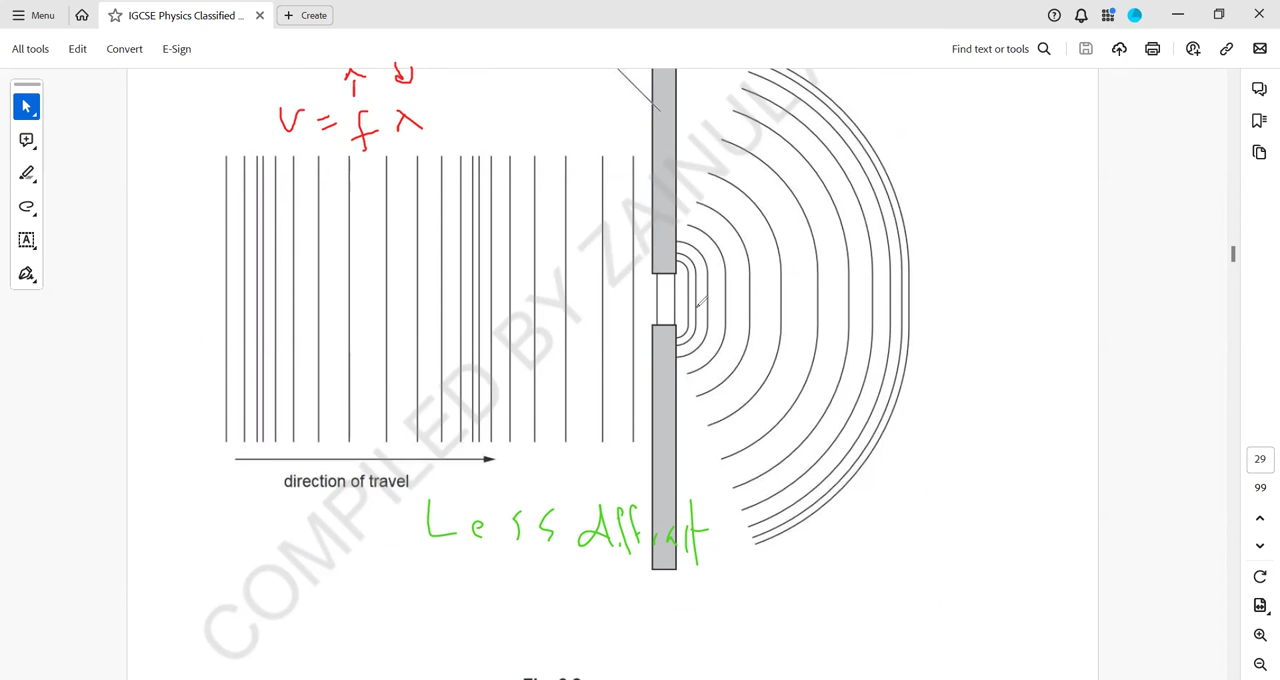 Menu
IGCSE Physics Classified ...
Create
All tools
Edit
Convert
E-Sign
Find text or tools
v = f λ
COMPILED BY ZAINUL
direction of travel
Less
29
99